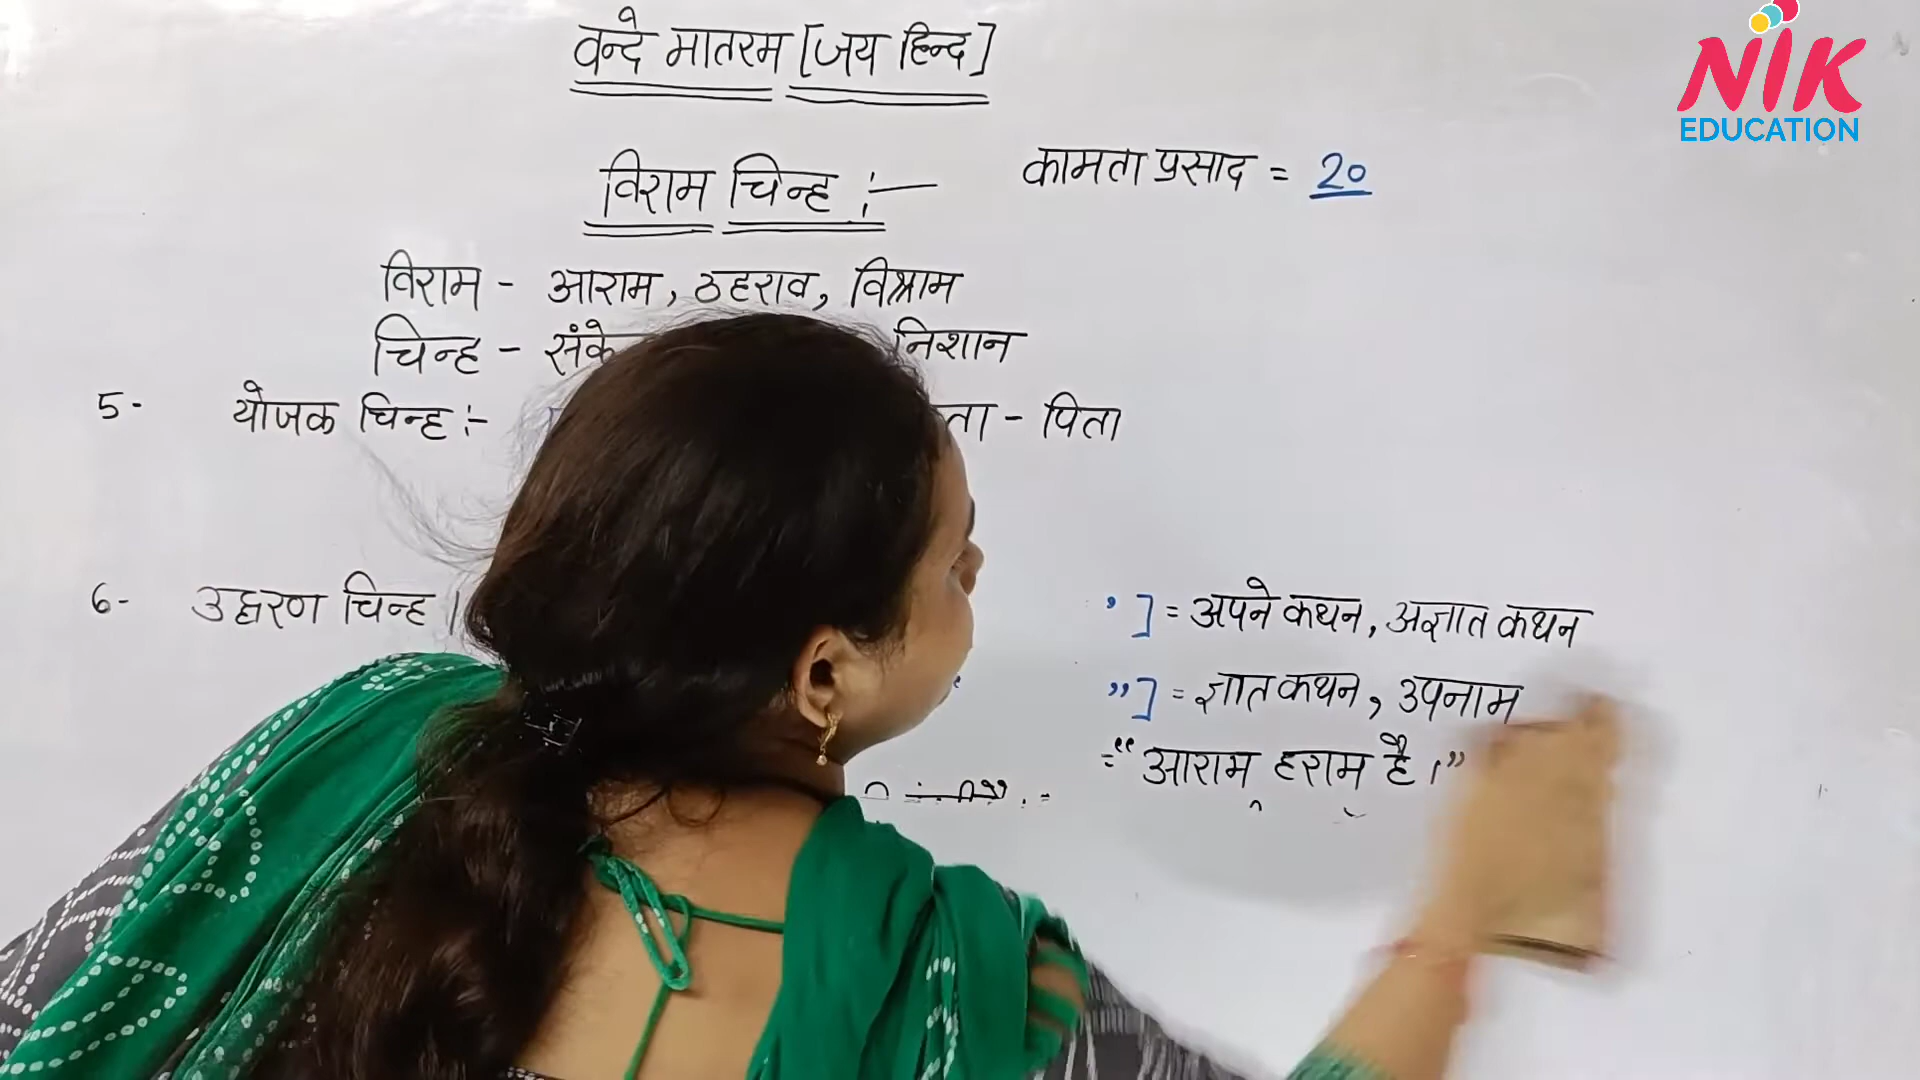 वन्दे मातरम [जय हिन्द]
NIK
EDUCATION
विराम चिन्ह :—
कामता प्रसाद = 20
विराम - आराम, ठहराव, विश्राम
चिन्ह - निशान
5- योजक चिन्ह :- - पिता
6- उद्धरण चिन्ह
’ ] = अपने कथन, अज्ञात कथन
” ] = ज्ञात कथन, उपनाम
= “आराम हराम है।”